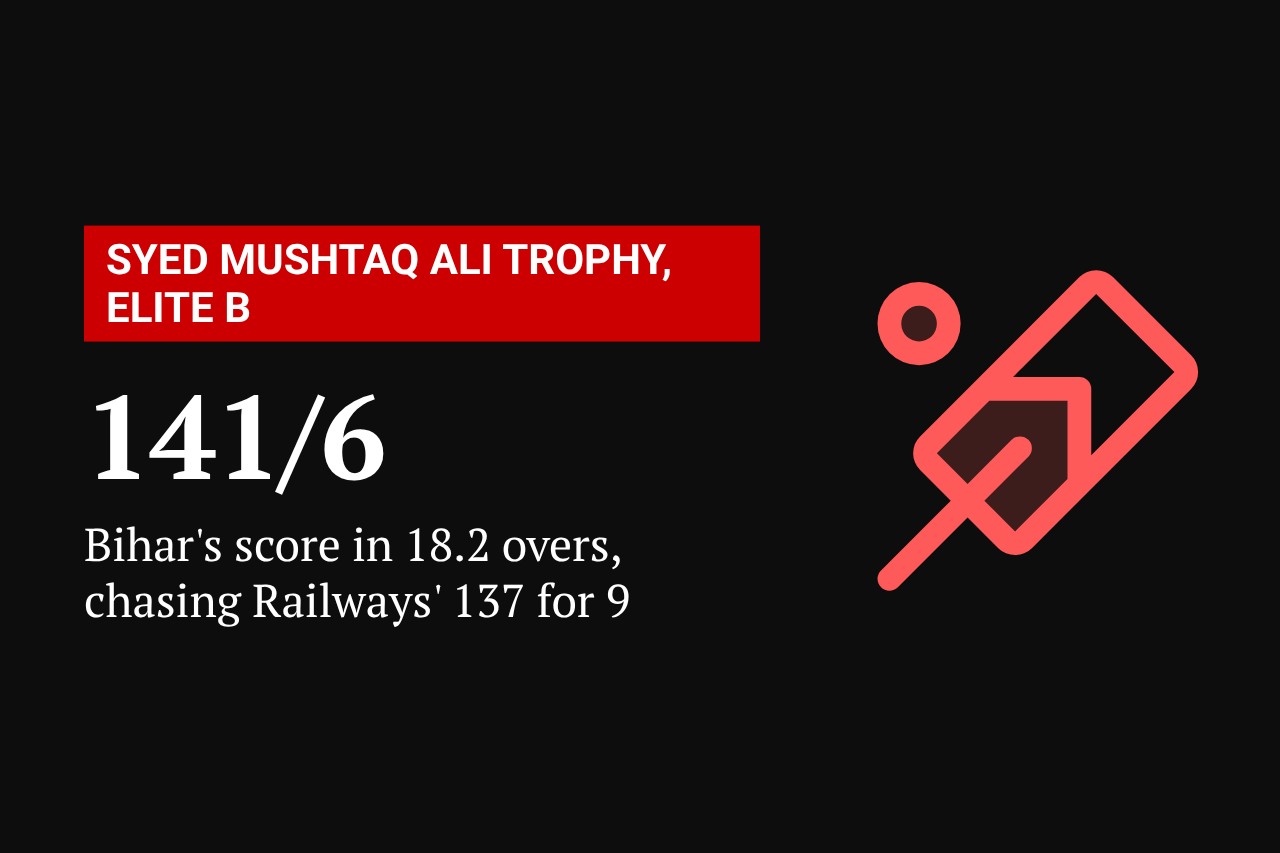 SYED MUSHTAQ ALI TROPHY,
ELITE B
141/6
Bihar's score in 18.2 overs,
chasing Railways' 137 for 9